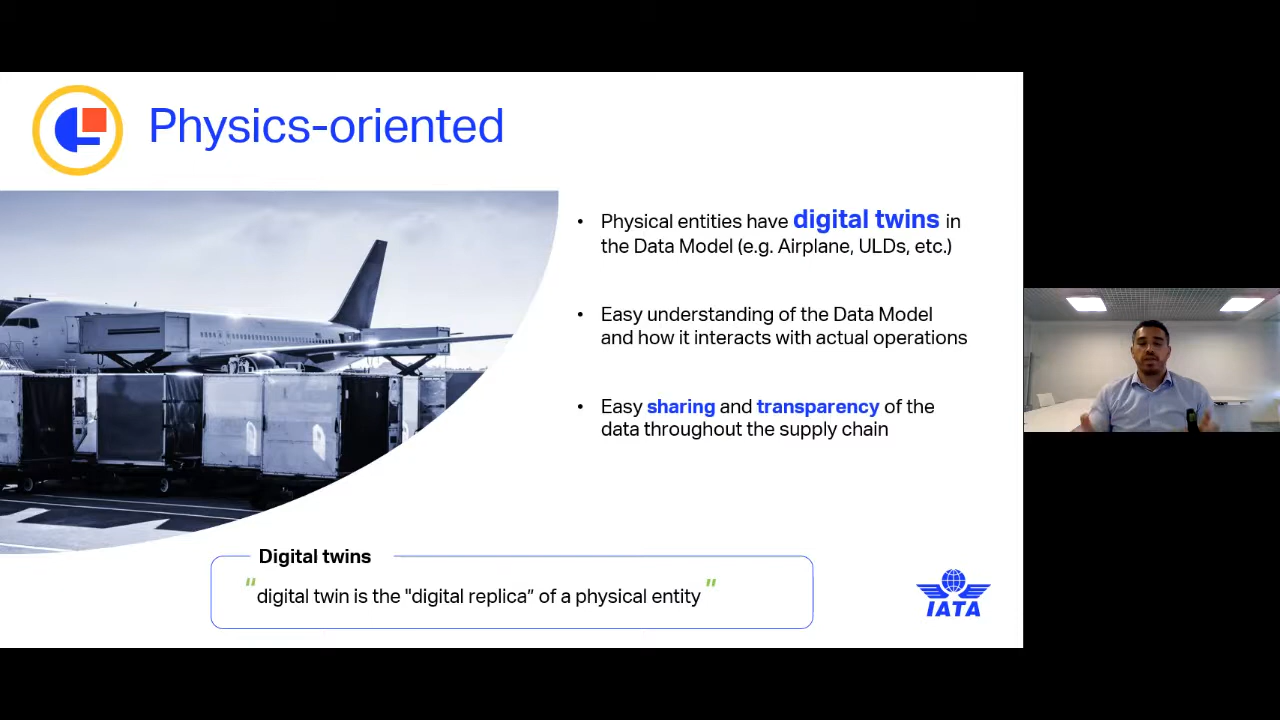 Physics-oriented
• Physical entities have digital twins in
the Data Model (e.g. Airplane, ULDs, etc.)
• Easy understanding of the Data Model
and how it interacts with actual operations
• Easy sharing and transparency of the
data throughout the supply chain
Digital twins
"digital twin is the "digital replica” of a physical entity"
IATA